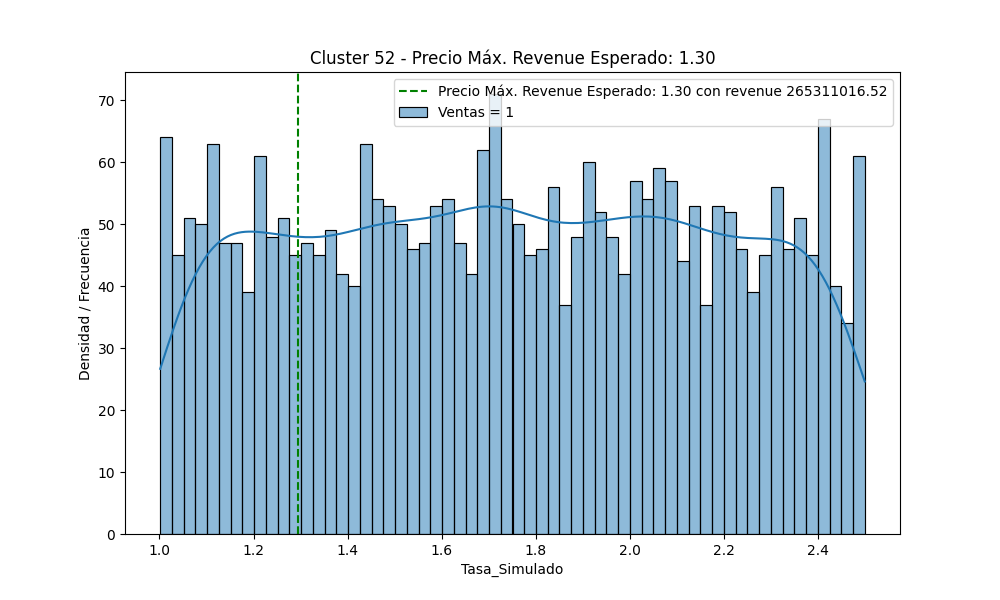 Cluster 52 - Precio Máx. Revenue Esperado: 1.30
Precio Máx. Revenue Esperado: 1.30 con revenue 265311016.52
Ventas = 1
Densidad / Frecuencia
70
60
50
40
30
20
10
0
1.0 1.2 1.4 1.6 1.8 2.0 2.2 2.4
Tasa_Simulado